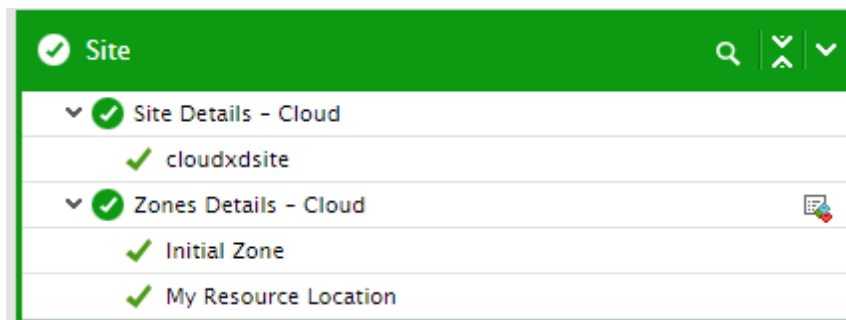 Site
Site Details - Cloud
cloudxdsite
Zones Details - Cloud
Initial Zone
My Resource Location